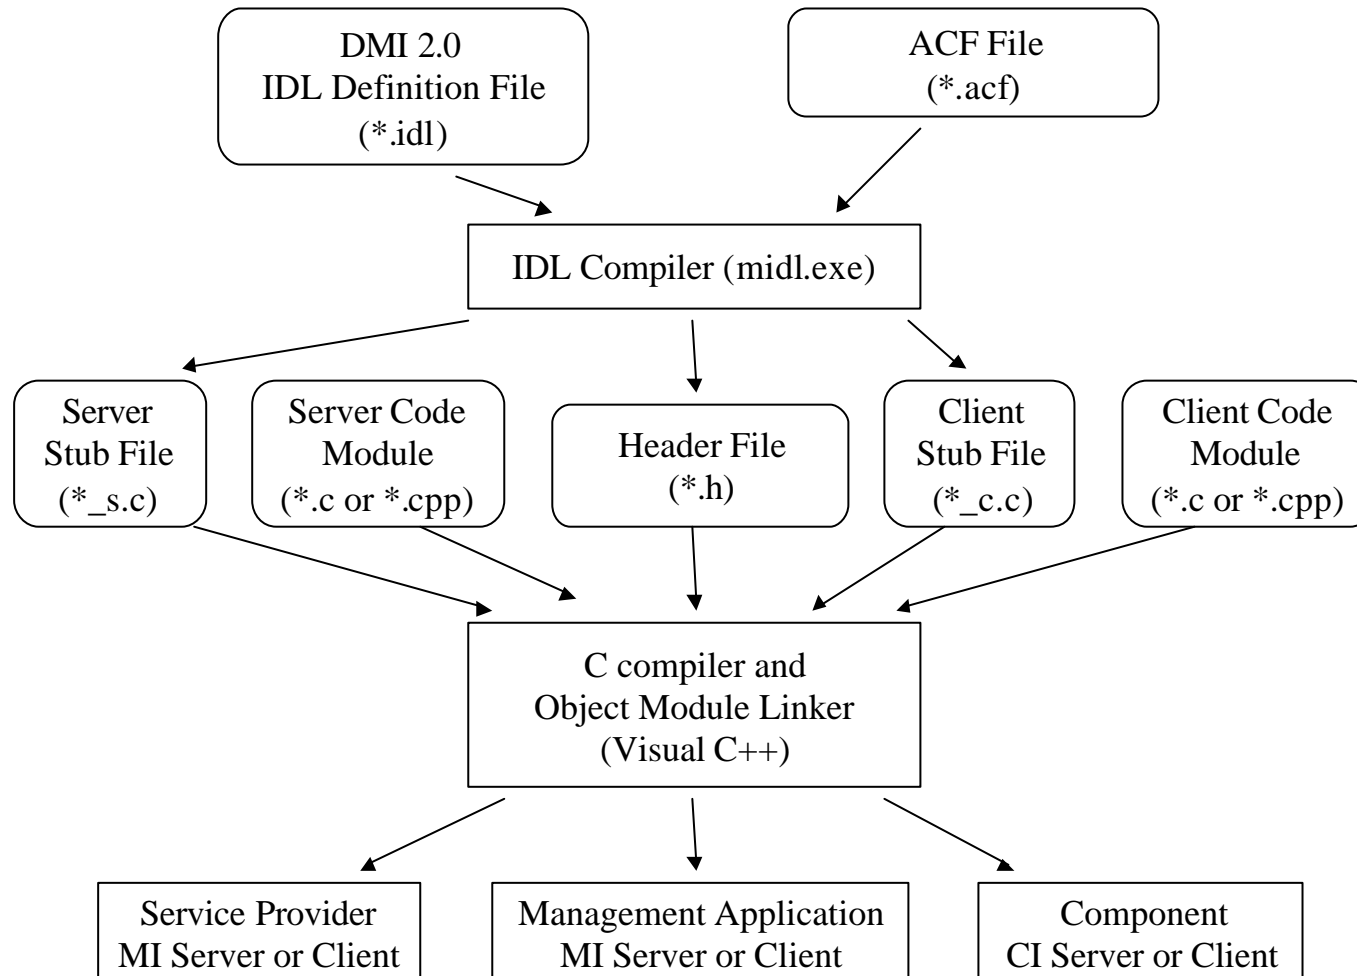 DMI 2.0
IDL Definition File
(*.idl)
ACF File
(*.acf)
IDL Compiler (midl.exe)
Server
Stub File
(*_s.c)
Server Code
Module
(*.c or *.cpp)
Header File
(*.h)
Client
Stub File
(*_c.c)
Client Code
Module
(*.c or *.cpp)
C compiler and
Object Module Linker
(Visual C++)
Service Provider
MI Server or Client
Management Application
MI Server or Client
Component
CI Server or Client